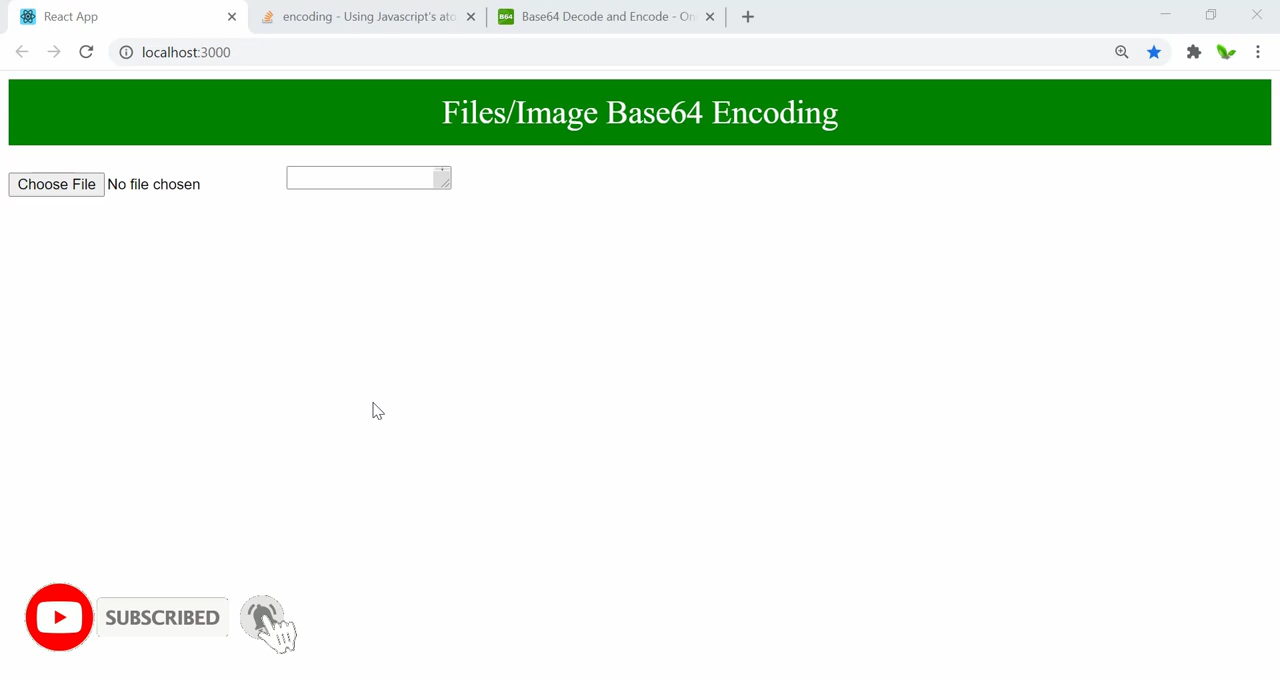 React App
encoding - Using Javascript's ato
B64
Base64 Decode and Encode - On
localhost:3000
Files/Image Base64 Encoding
Choose File No file chosen
SUBSCRIBED